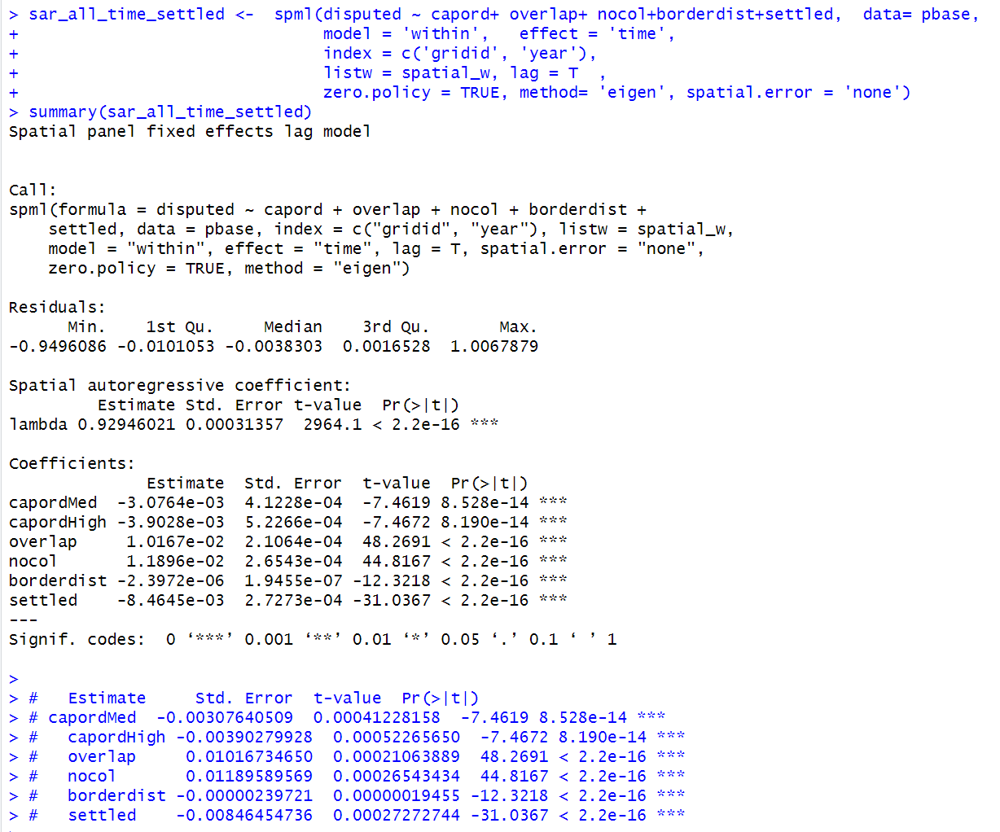 > sar_all_time_settled <-  spml(disputed ~ capord+ overlap+ nocol+borderdist+settled,  data= pbase,
+                               model = 'within',   effect = 'time',
+                               index = c('gridid', 'year'),
+                               listw = spatial_w, lag = T  ,
+                               zero.policy = TRUE, method= 'eigen', spatial.error = 'none')
> summary(sar_all_time_settled)
Spatial panel fixed effects lag model
Call:
spml(formula = disputed ~ capord + overlap + nocol + borderdist +
    settled, data = pbase, index = c("gridid", "year"), listw = spatial_w,
    model = "within", effect = "time", lag = T, spatial.error = "none",
    zero.policy = TRUE, method = "eigen")
Residuals:
      Min.    1st Qu.     Median    3rd Qu.       Max.
-0.9496086 -0.0101053 -0.0038303  0.0016528  1.0067879
Spatial autoregressive coefficient:
         Estimate Std. Error t-value  Pr(>|t|)
lambda 0.92946021 0.00031357  2964.1 < 2.2e-16 ***
Coefficients:
              Estimate  Std. Error  t-value  Pr(>|t|)
capordMed  -3.0764e-03  4.1228e-04  -7.4619 8.528e-14 ***
capordHigh -3.9028e-03  5.2266e-04  -7.4672 8.190e-14 ***
overlap     1.0167e-02  2.1064e-04  48.2691 < 2.2e-16 ***
nocol       1.1896e-02  2.6543e-04  44.8167 < 2.2e-16 ***
borderdist -2.3972e-06  1.9455e-07 -12.3218 < 2.2e-16 ***
settled    -8.4645e-03  2.7273e-04 -31.0367 < 2.2e-16 ***
---
Signif. codes:  0 ‘***’ 0.001 ‘**’ 0.01 ‘*’ 0.05 ‘.’ 0.1 ‘ ’ 1
>
> #   Estimate     Std. Error  t-value  Pr(>|t|)
> # capordMed  -0.00307640509  0.00041228158  -7.4619 8.528e-14 ***
> #   capordHigh -0.00390279928  0.00052265650  -7.4672 8.190e-14 ***
> #   overlap     0.01016734650  0.00021063889  48.2691 < 2.2e-16 ***
> #   nocol       0.01189589569  0.00026543434  44.8167 < 2.2e-16 ***
> #   borderdist -0.00000239721  0.00000019455 -12.3218 < 2.2e-16 ***
> #   settled    -0.00846454736  0.00027272744 -31.0367 < 2.2e-16 ***